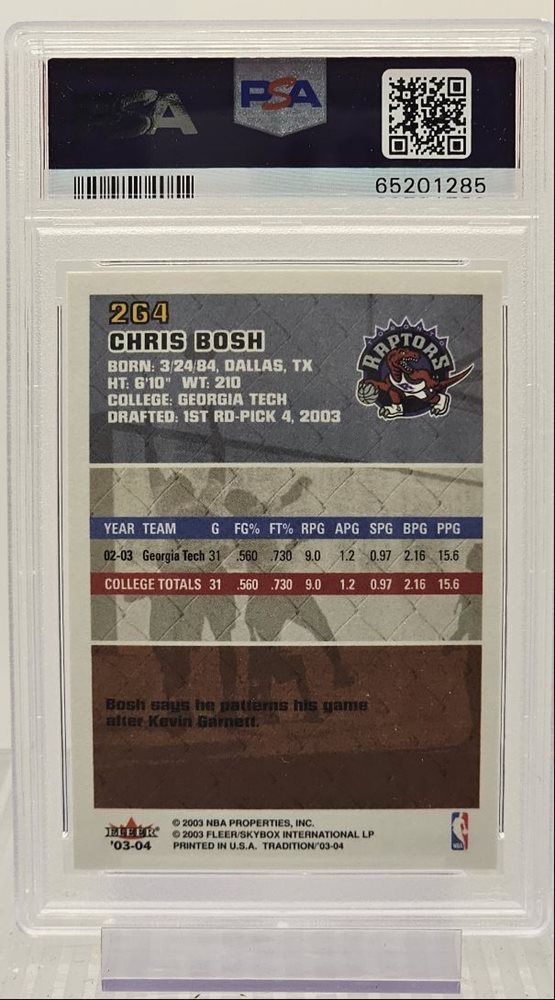 PSA
PSA
65201285
264
CHRIS BOSH
BORN: 3/24/84, DALLAS, TX
HT: 6'10" WT: 210
COLLEGE: GEORGIA TECH
DRAFTED: 1ST RD-PICK 4, 2003
TORONTO
RAPTORS
YEAR TEAM G FG% FT% RPG APG SPG BPG PPG
02-03 Georgia Tech 31 .560 .730 9.0 1.2 0.97 2.16 15.6
COLLEGE TOTALS 31 .560 .730 9.0 1.2 0.97 2.16 15.6
Bosh says he patterns his game
after Kevin Garnett.
FLEER
'03-04
© 2003 NBA PROPERTIES, INC.
© 2003 FLEER/SKYBOX INTERNATIONAL LP
PRINTED IN U.S.A. TRADITION/'03-04
NBA